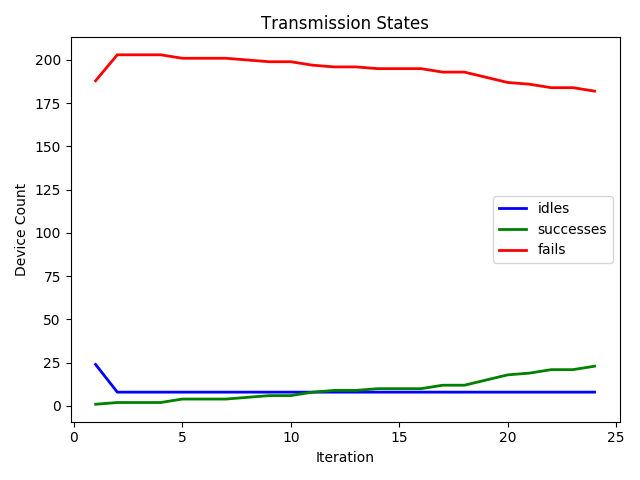 Transmission States
Device Count
200
175
150
125
100
75
50
25
0
idles
successes
fails
0 5 10 15 20 25
Iteration